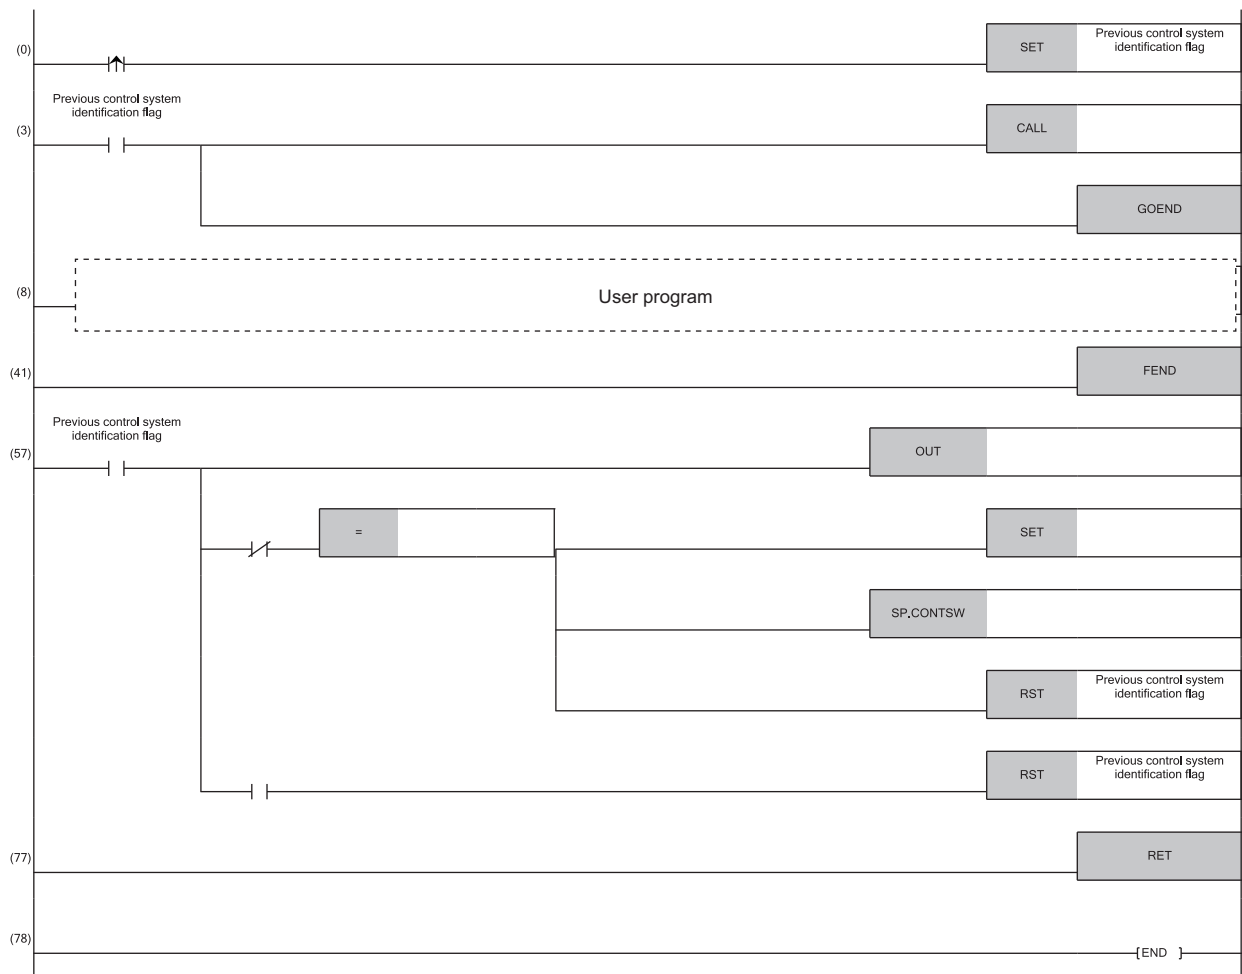 (0)
SET
Previous control system
identification flag
Previous control system
identification flag
(3)
CALL
GOEND
(8)
User program
(41)
FEND
Previous control system
identification flag
(57)
OUT
=
SET
SP.CONTSW
RST
Previous control system
identification flag
RST
Previous control system
identification flag
(77)
RET
(78)
END